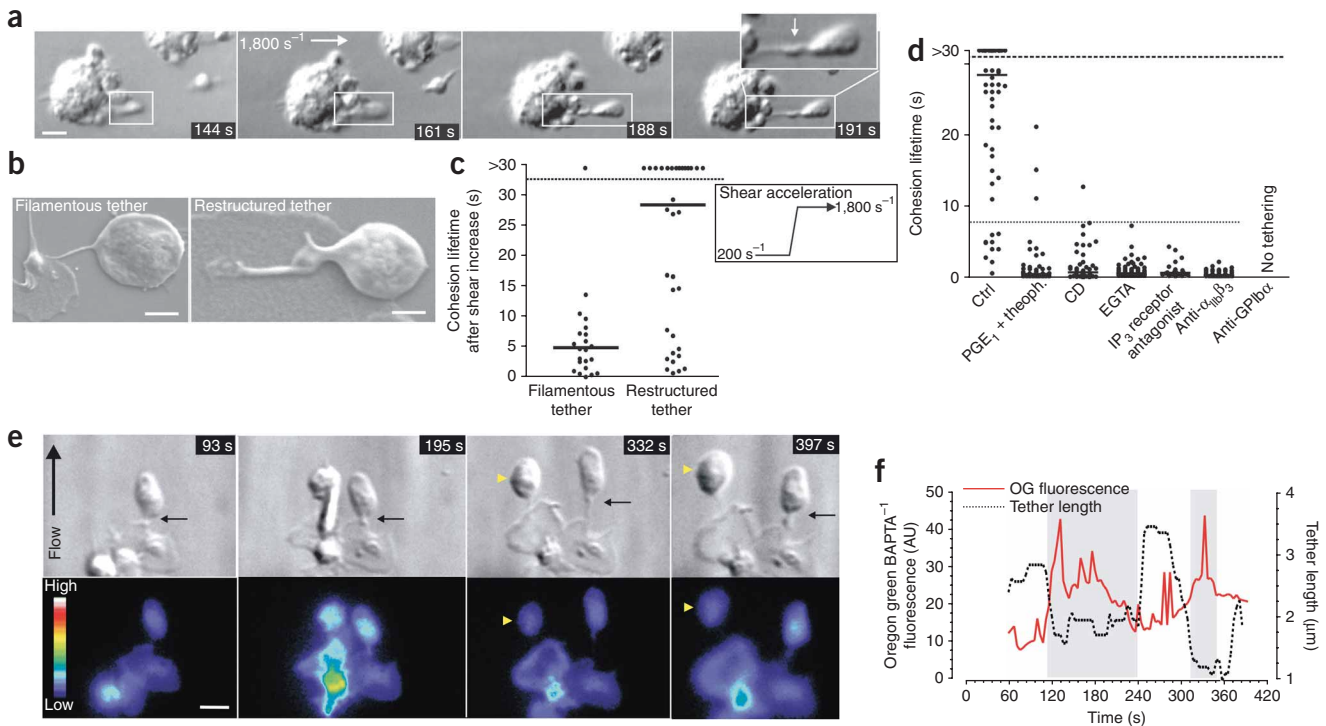 a
1,800 s⁻¹
144 s
161 s
188 s
191 s
b
Filamentous tether
Restructured tether
c
Cohesion lifetime
after shear increase (s)
>30
30
25
20
15
10
5
0
Filamentous
tether
Restructured
tether
Shear acceleration
1,800 s⁻¹
200 s⁻¹
d
Cohesion lifetime (s)
>30
20
10
0
No tethering
Ctrl
PGE₁ + theoph.
CD
EGTA
IP₃ receptor
antagonist
Anti-αIIbβ₃
Anti-GPIbα
e
93 s
195 s
332 s
397 s
Flow
High
Low
f
OG fluorescence
Tether length
Oregon green BAPTA⁻¹
fluorescence (AU)
50
40
30
20
10
0
4
3
2
1
Tether length (μm)
0 60 120 180 240 300 360 420
Time (s)